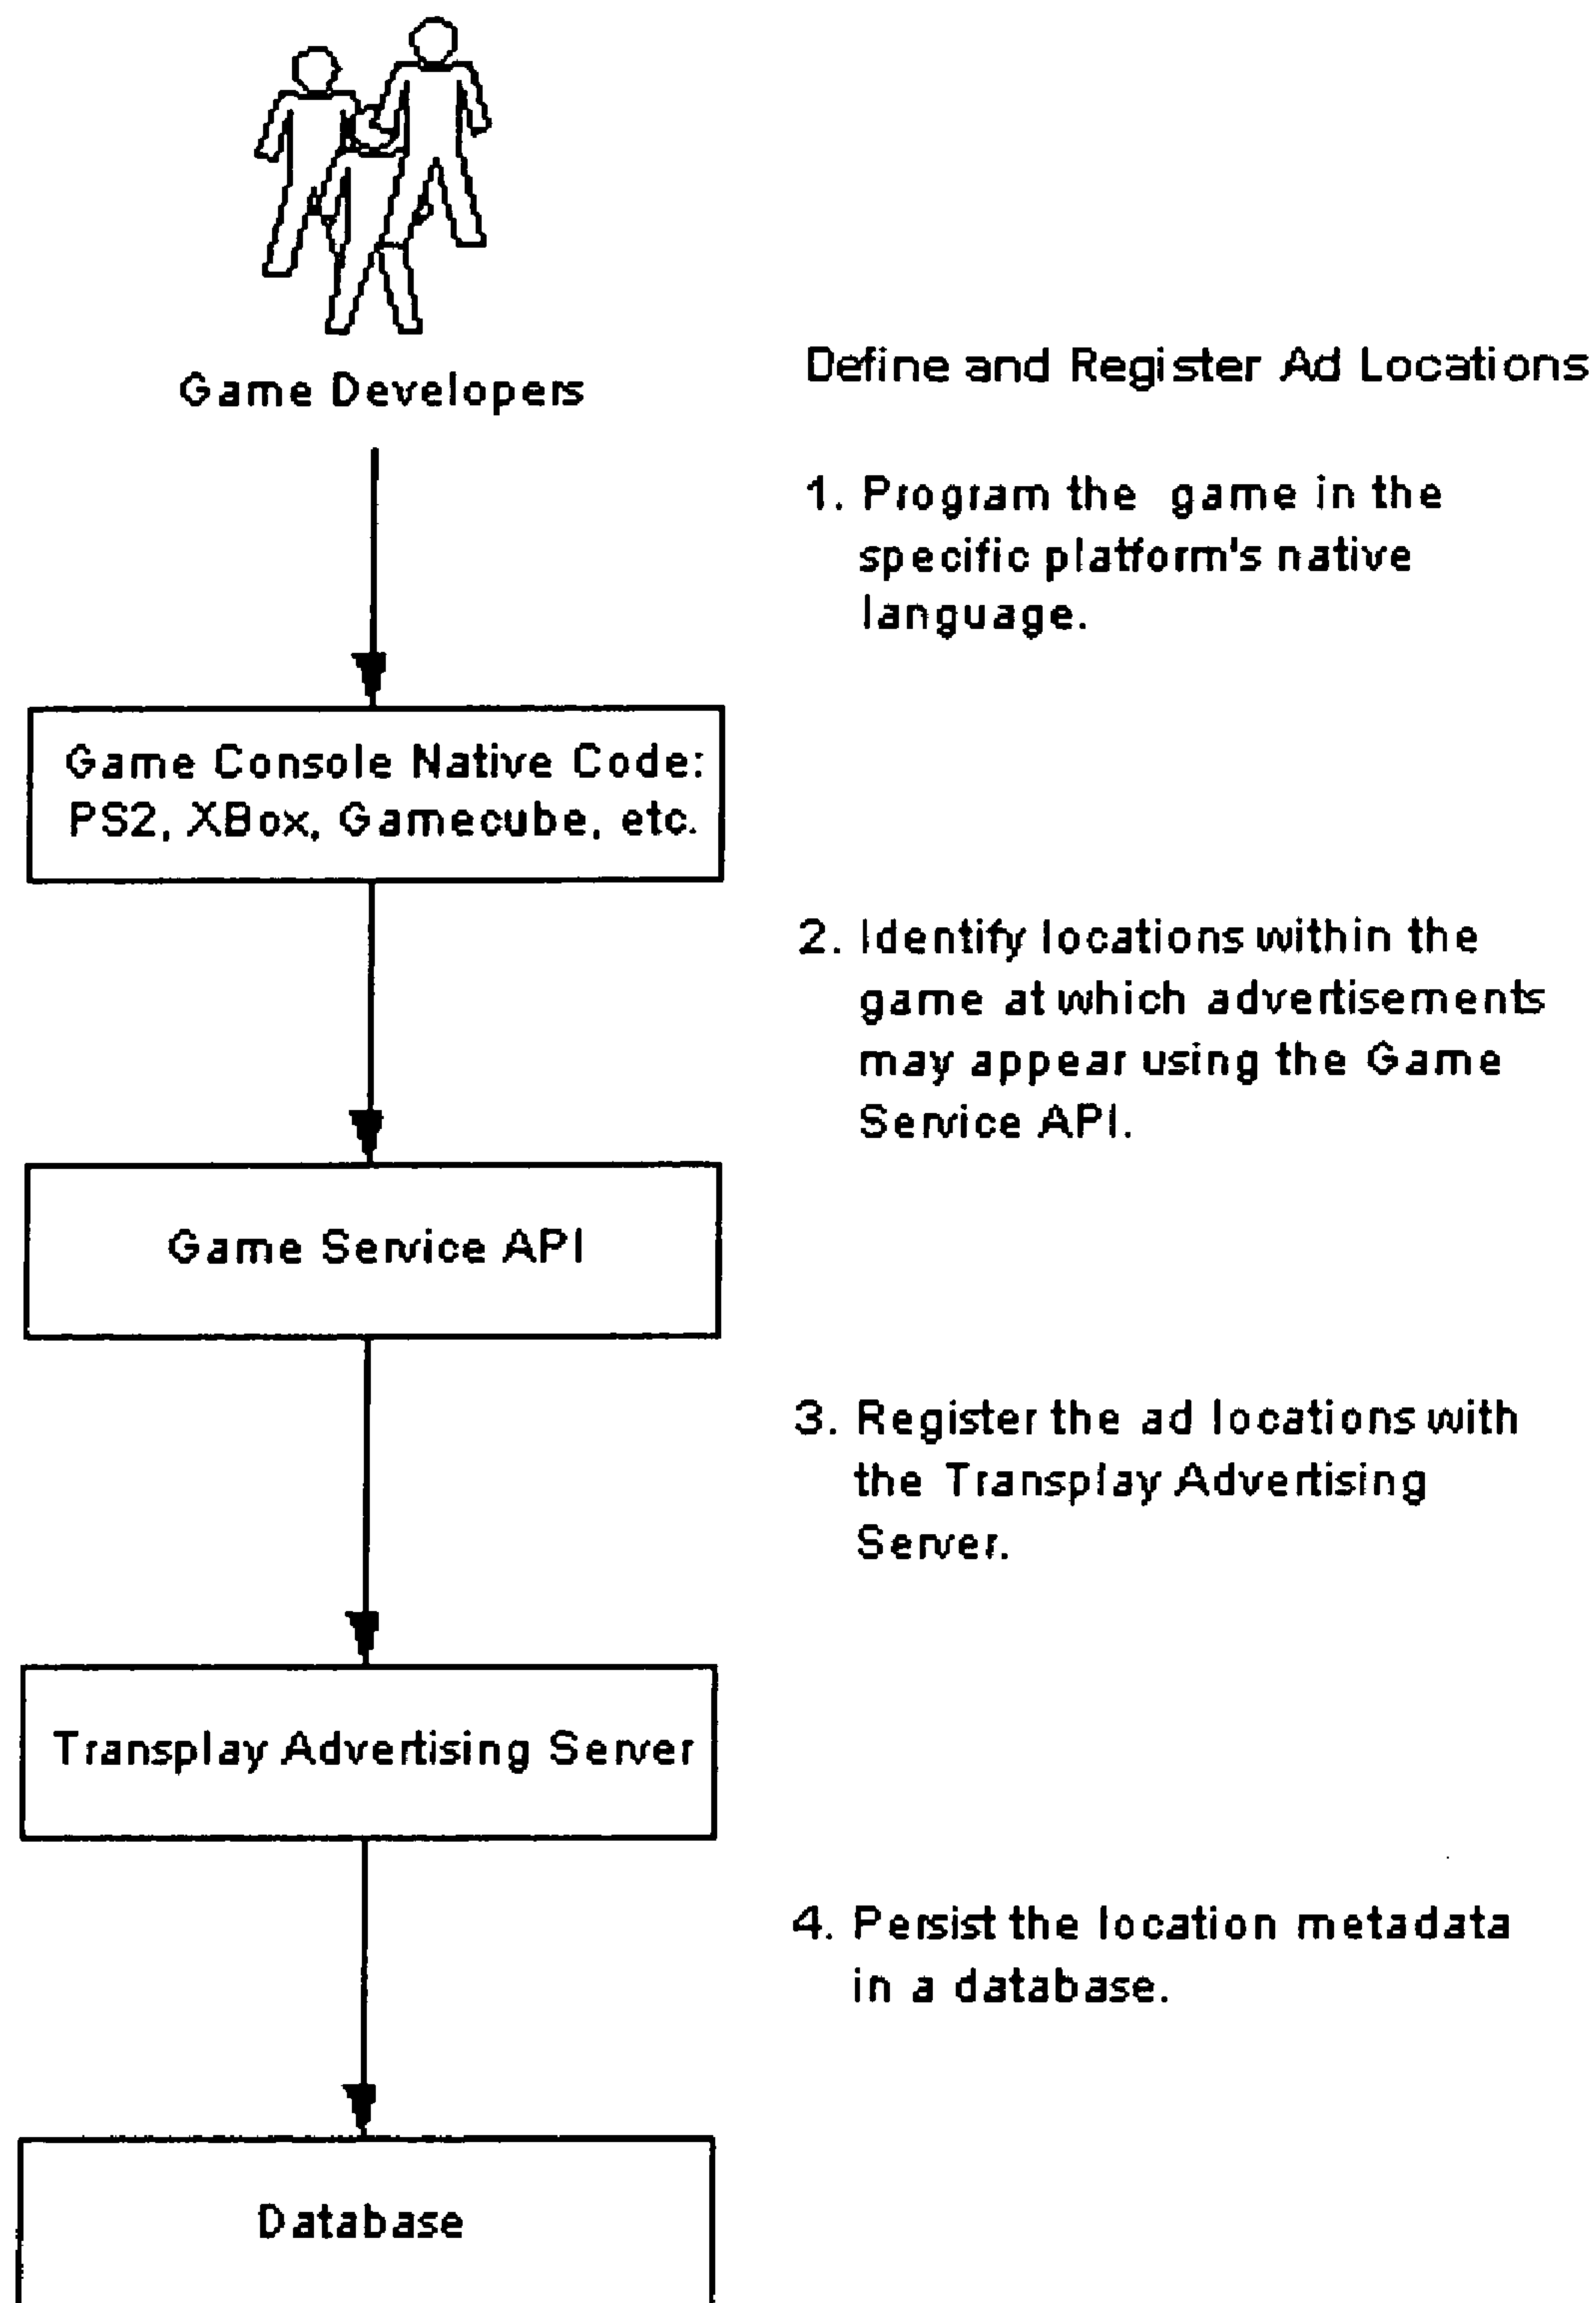 Game Developers
Define and Register Ad Locations
1. Program the game in the
specific platform's native
language.
Game Console Native Code:
PS2, XBox, Gamecube, etc.
2. Identify locations within the
game at which advertisements
may appear using the Game
Service API.
Game Service API
3. Register the ad locations with
the Transplay Advertising
Server.
Transplay Advertising Server
4. Persist the location metadata
in a database.
Database